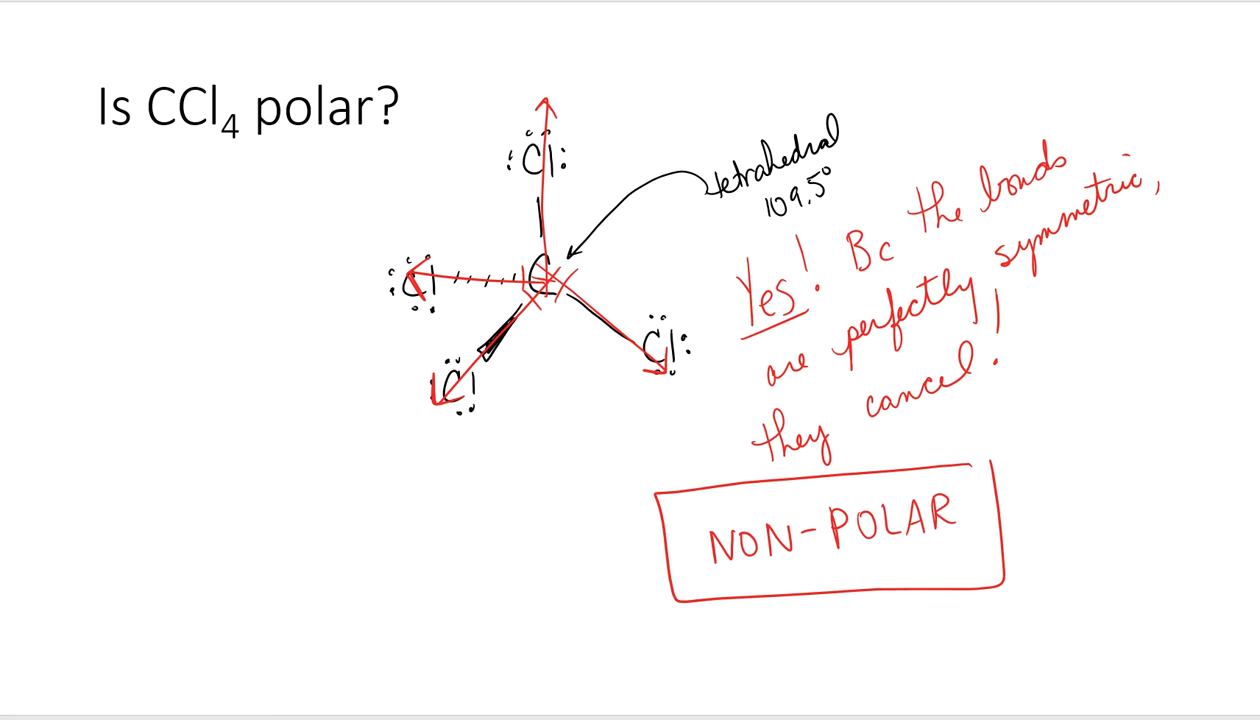 Is CCl4 polar?
:Cl:
tetrahedral
109.5°
:Cl
C
Cl:
:Cl
Yes! Bc the bonds
are perfectly symmetric,
they cancel!
NON-POLAR